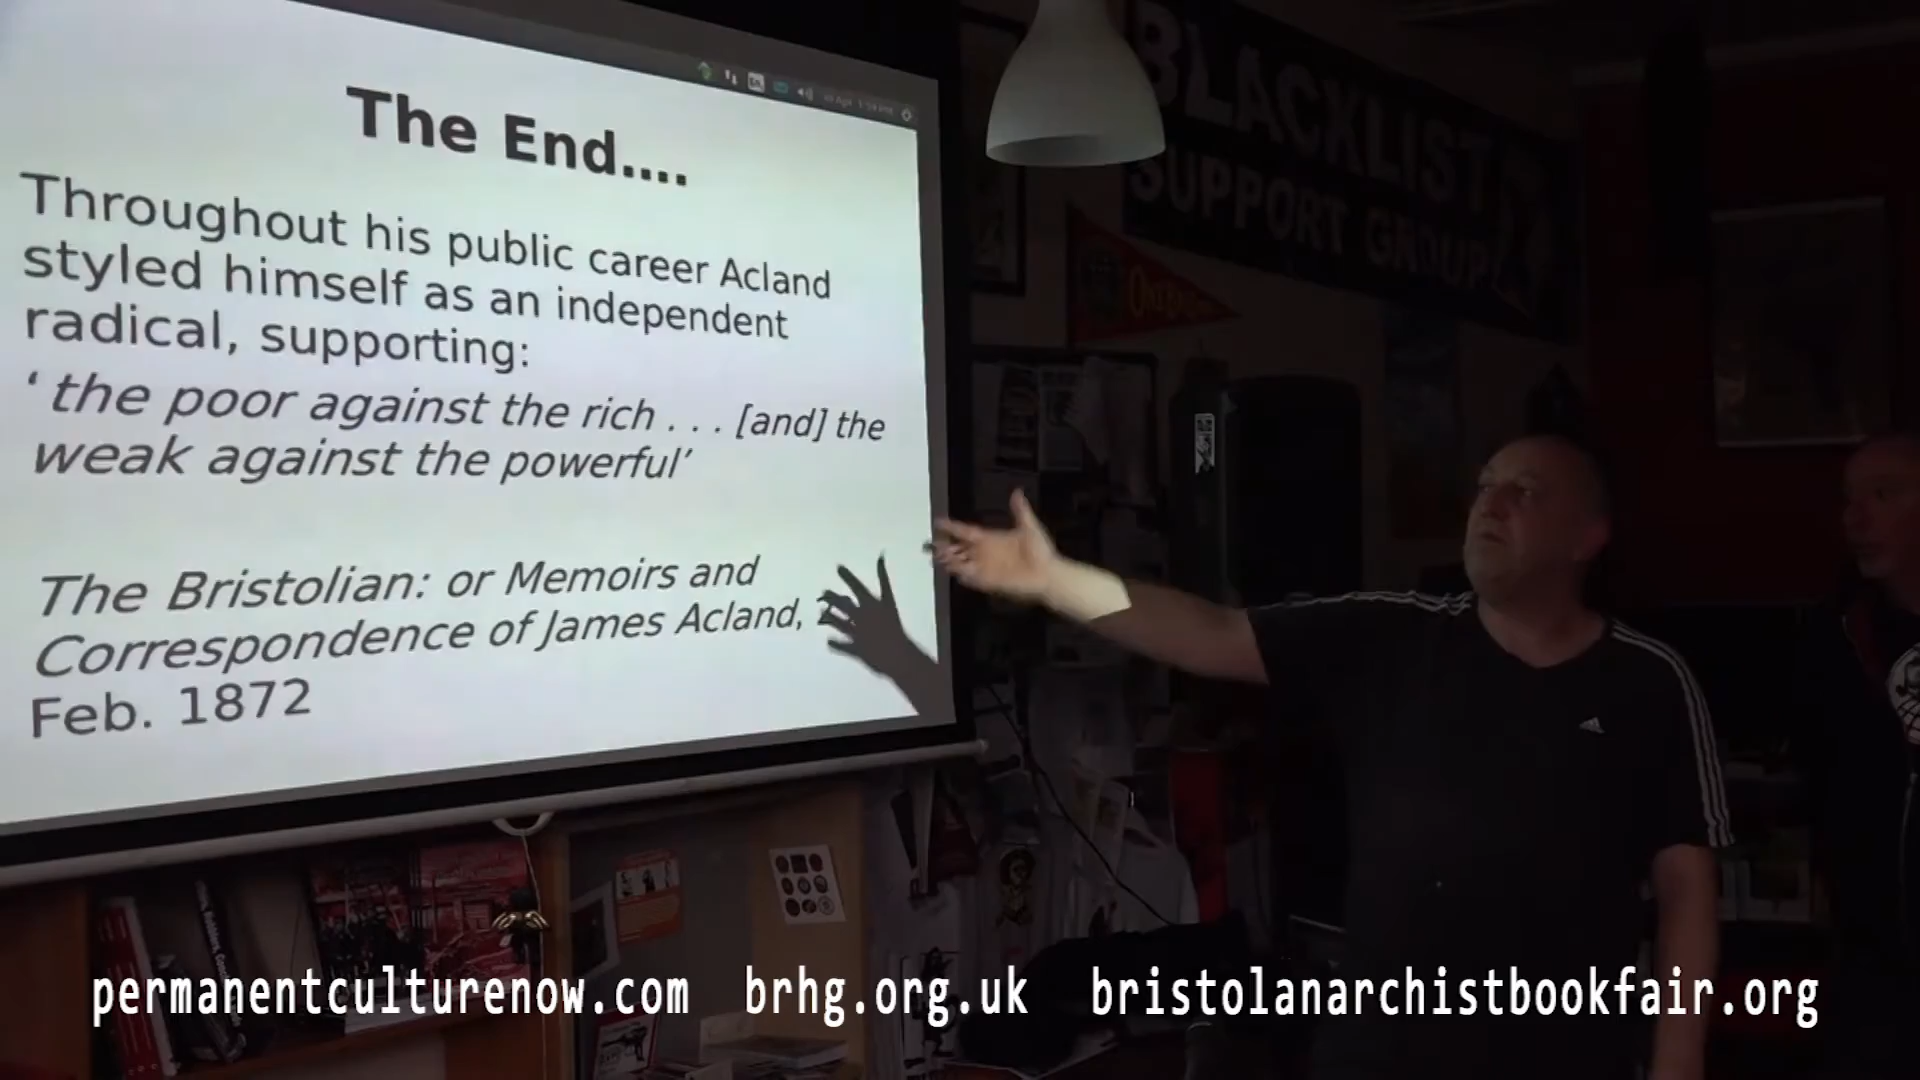 The End....
Throughout his public career Acland
styled himself as an independent
radical, supporting:
‘ the poor against the rich . . . [and] the
weak against the powerful’
The Bristolian: or Memoirs and
Correspondence of James Acland,
Feb. 1872
BLACKLIST
SUPPORT GROUP
adidas
permanentculturenow.com brhg.org.uk bristolanarchistbookfair.org